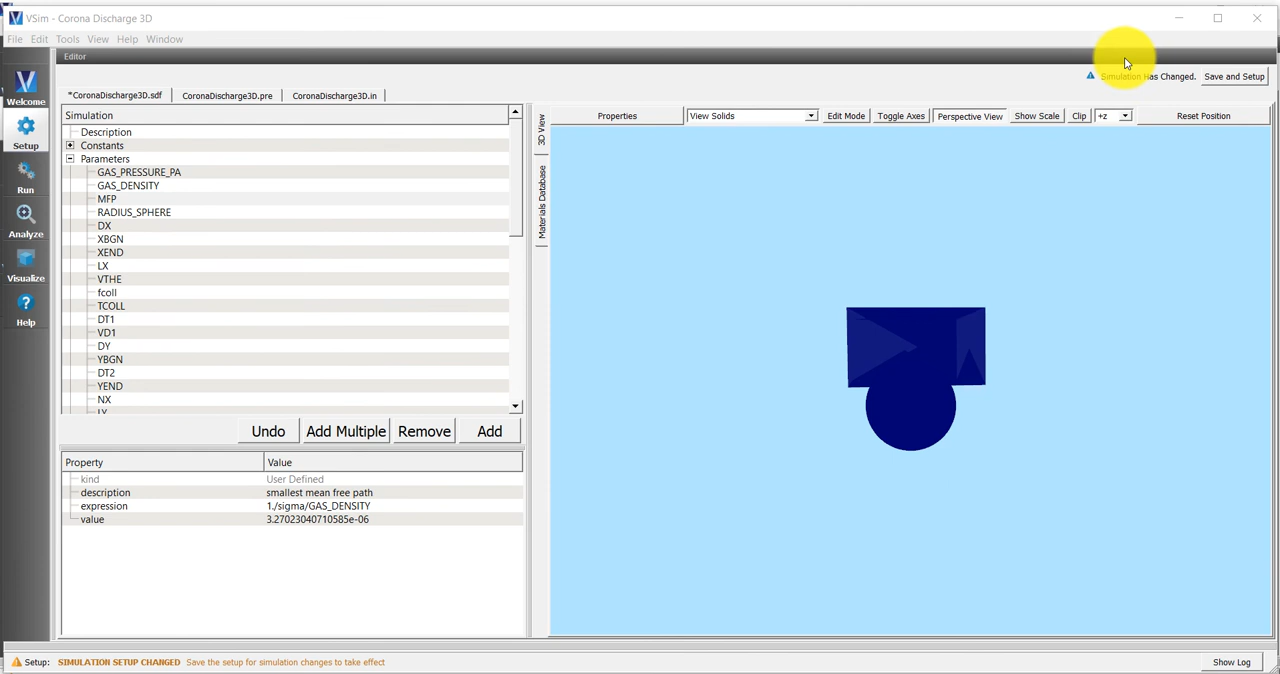 VSim - Corona Discharge 3D
File Edit Tools View Help Window
Editor
Simulation Has Changed. Save and Setup
*CoronaDischarge3D.sdf CoronaDischarge3D.pre CoronaDischarge3D.in
Welcome
Setup
Run
Analyze
Visualize
Help
Simulation
Description
Constants
Parameters
GAS_PRESSURE_PA
GAS_DENSITY
MFP
RADIUS_SPHERE
DX
XBGN
XEND
LX
VTHE
fcoll
TCOLL
DT1
VD1
DY
YBGN
DT2
YEND
NX
LY
Undo Add Multiple Remove Add
Property Value
kind User Defined
description smallest mean free path
expression 1./sigma/GAS_DENSITY
value 3.27023040710585e-06
3D View
Materials Database
Properties View Solids Edit Mode Toggle Axes Perspective View Show Scale Clip +z Reset Position
Setup: SIMULATION SETUP CHANGED Save the setup for simulation changes to take effect
Show Log